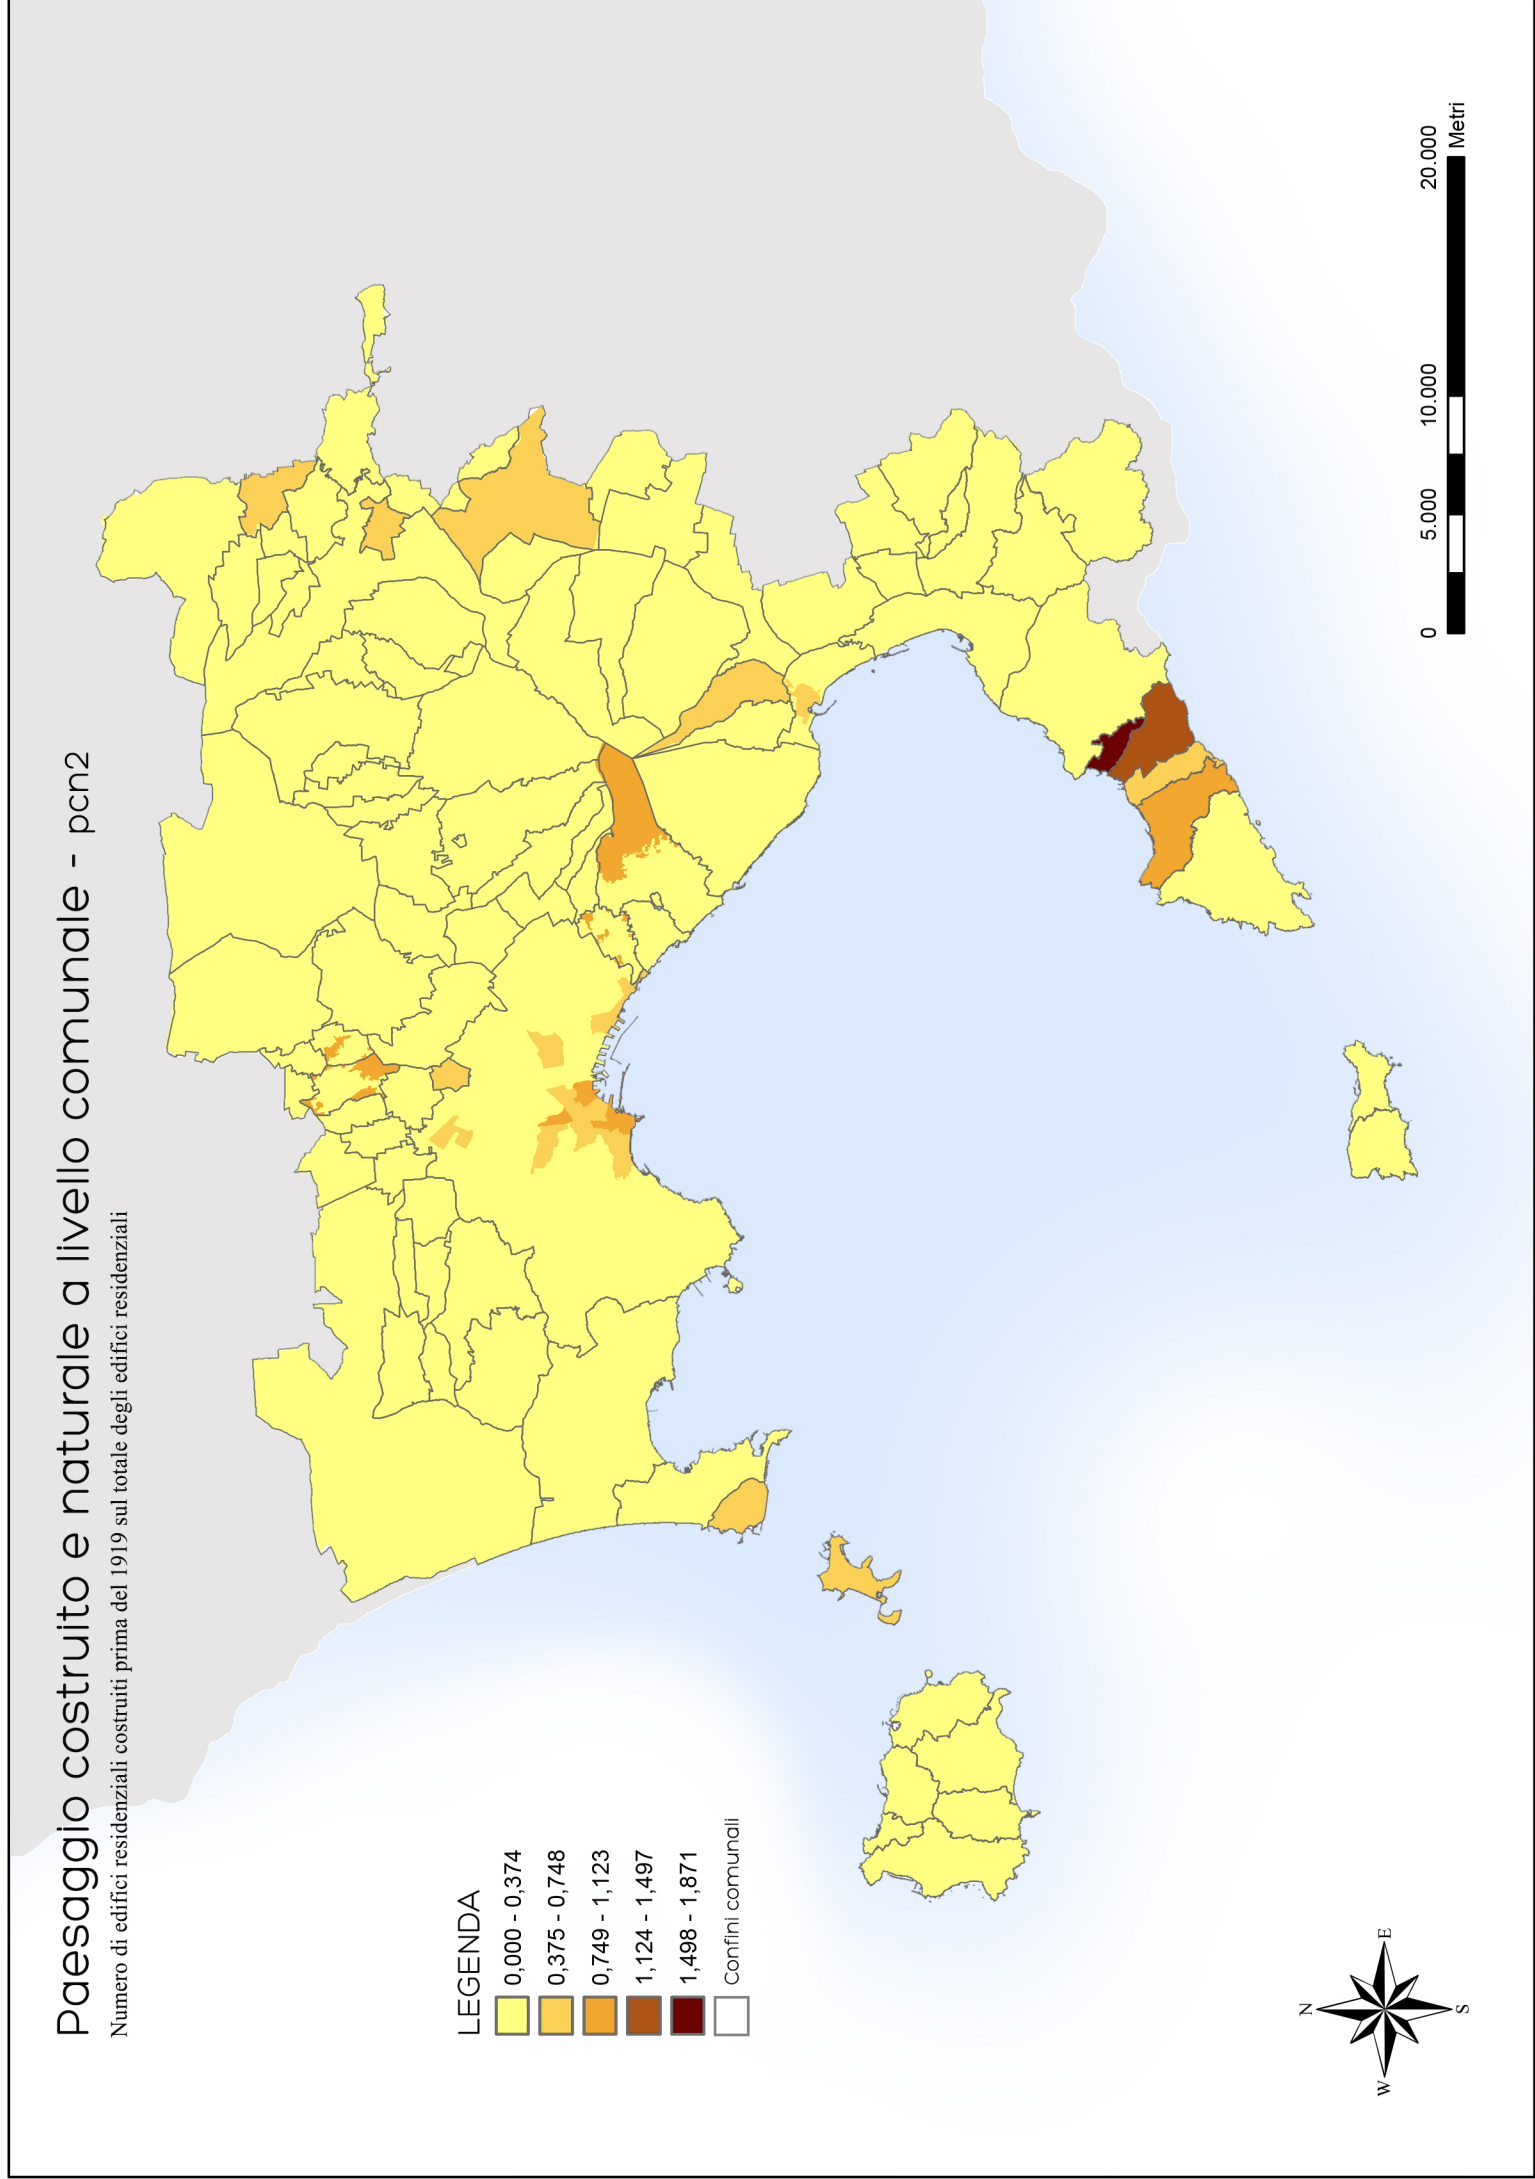 Paesaggio costruito e naturale a livello comunale - pcn2
Numero di edifici residenziali costruiti prima del 1919 sul totale degli edifici residenziali
LEGENDA
0,000 - 0,374
0,375 - 0,748
0,749 - 1,123
1,124 - 1,497
1,498 - 1,871
Confini comunali
N
W E
S
0 5.000 10.000 20.000
Metri